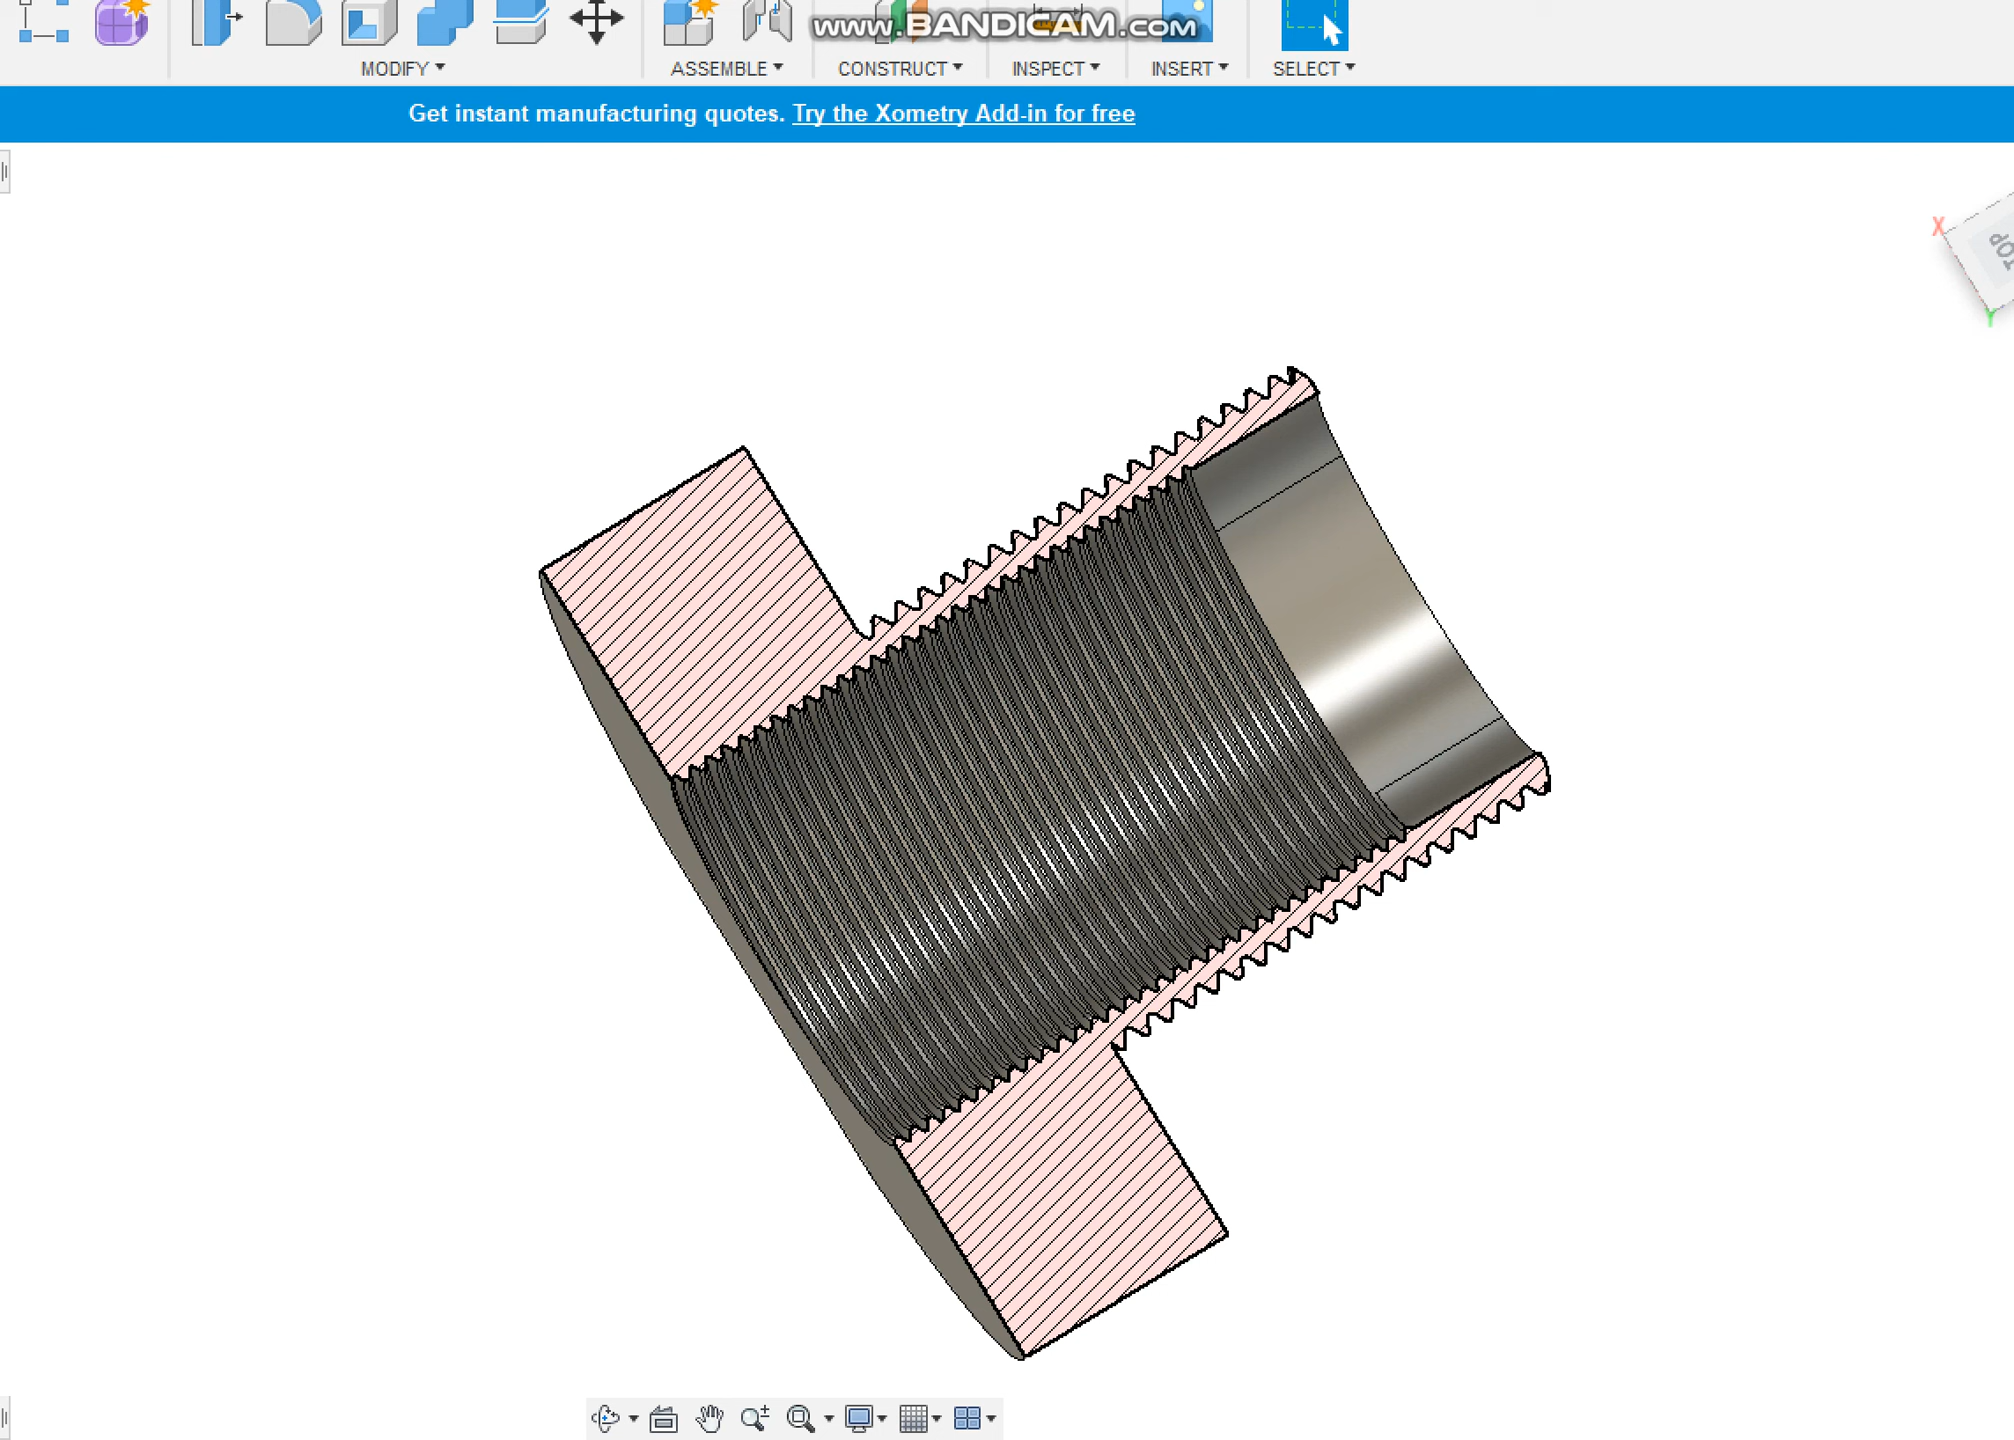 www.BANDICAM.com
MODIFY ASSEMBLE CONSTRUCT INSPECT INSERT SELECT
Get instant manufacturing quotes. Try the Xometry Add-in for free
X
TOP
Y